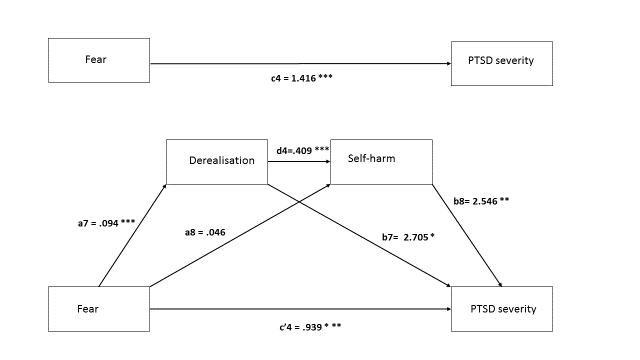 Fear
PTSD severity
c4 = 1.416 ***
Derealisation
d4=.409 ***
Self-harm
a7 = .094 ***
a8 = .046
b7=  2.705 *
b8= 2.546 **
Fear
PTSD severity
c'4 = .939 * **